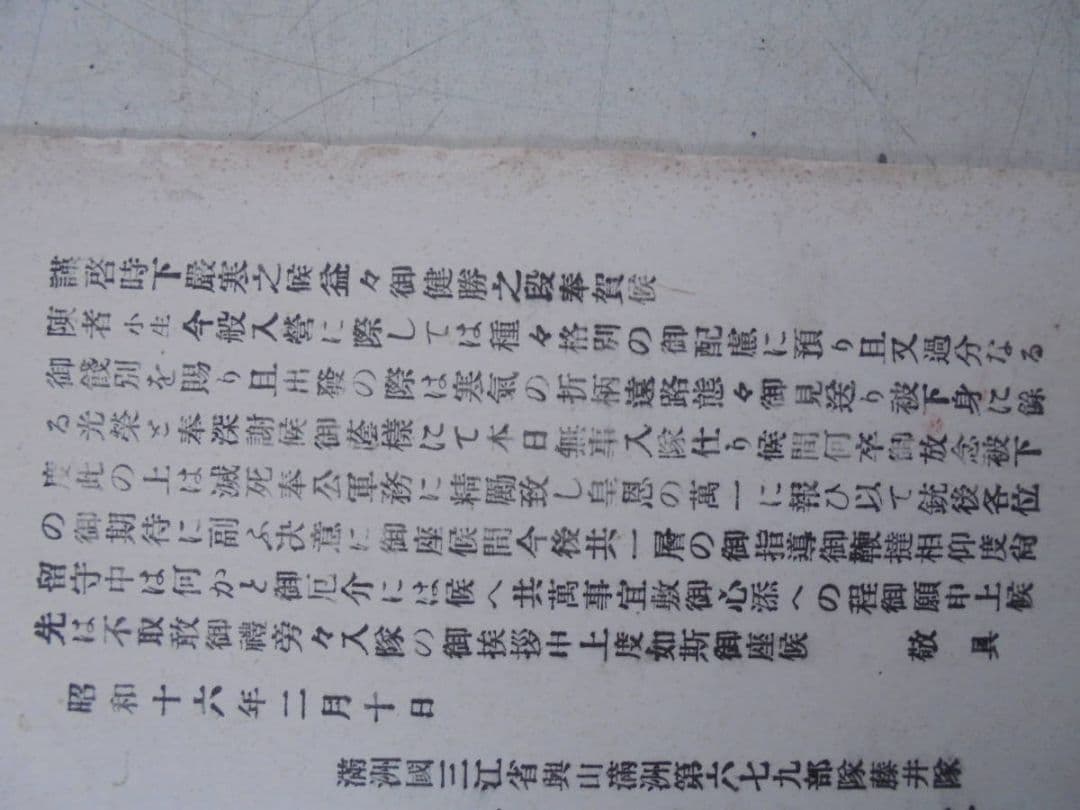 謹啓時下嚴寒之候益々御健勝之段奉賀候
陳者小生今般入營に際しては種々格別の御配慮に預り且又過分なる
御餞別を賜り且出發の際は寒氣の折柄遠路態々御見送り被下身に餘
る光榮と奉深謝候御蔭樣にて本日無事入隊仕り候間何卒御放念被下
度此の上は滅死奉公軍務に精勵致し皇恩の萬一に報ひ以て銃後各位
の御期待に副ふ決意に御座候間今後共一層の御指導御鞭撻相仰度尙
留守中は何かと御厄介には候へ共萬事宜敷御心添への程御願申上候
先は不取敢御禮旁々入隊の御挨拶申上度如斯御座候 敬具
昭和十六年二月十日
滿洲國三江省興山滿洲第六七九部隊藤井隊